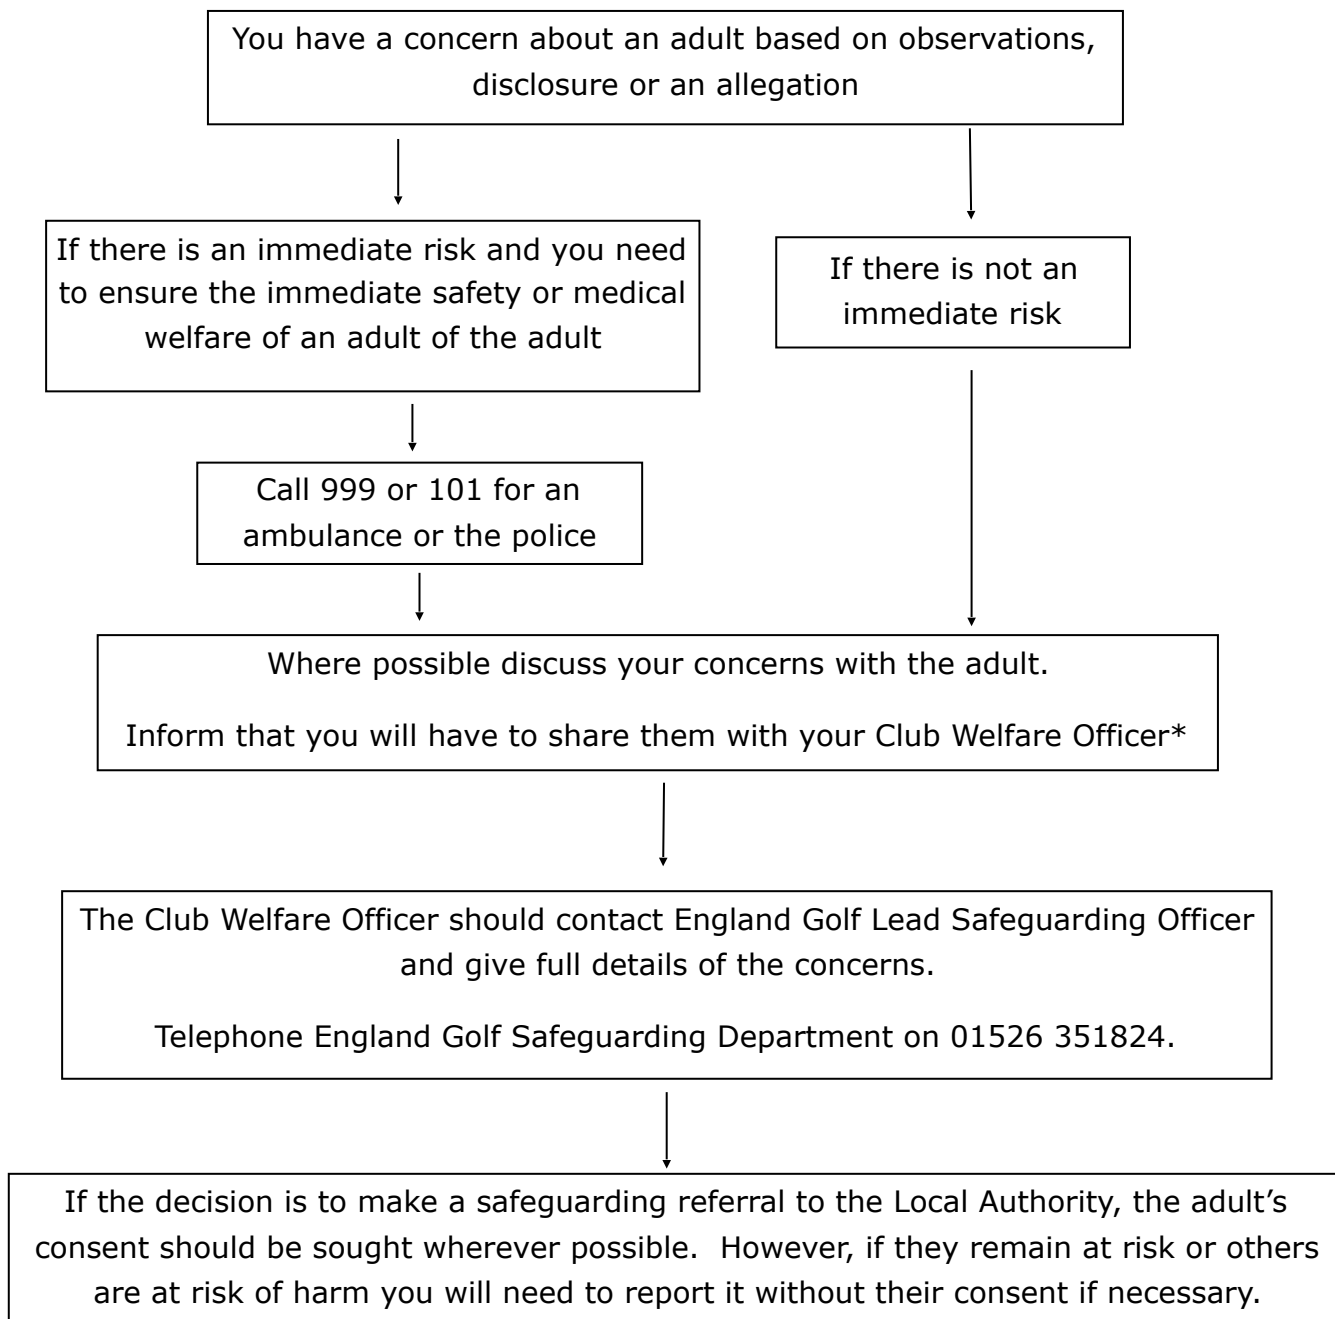 You have a concern about an adult based on observations,
disclosure or an allegation
If there is an immediate risk and you need
to ensure the immediate safety or medical
welfare of an adult of the adult
If there is not an
immediate risk
Call 999 or 101 for an
ambulance or the police
Where possible discuss your concerns with the adult.
Inform that you will have to share them with your Club Welfare Officer*
The Club Welfare Officer should contact England Golf Lead Safeguarding Officer
and give full details of the concerns.
Telephone England Golf Safeguarding Department on 01526 351824.
If the decision is to make a safeguarding referral to the Local Authority, the adult’s
consent should be sought wherever possible.  However, if they remain at risk or others
are at risk of harm you will need to report it without their consent if necessary.